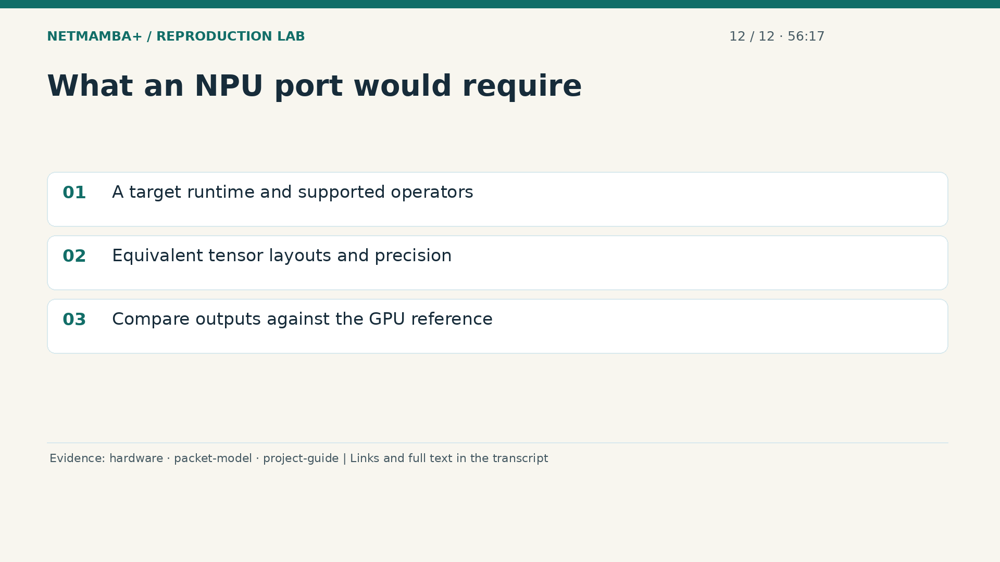 NETMAMBA+ / REPRODUCTION LAB
12 / 12 · 56:17
What an NPU port would require
01 A target runtime and supported operators
02 Equivalent tensor layouts and precision
03 Compare outputs against the GPU reference
Evidence: hardware · packet-model · project-guide | Links and full text in the transcript